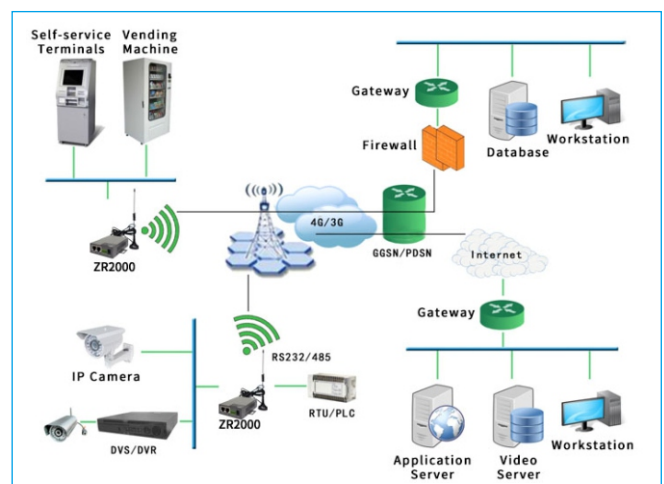 Self-service
Terminals
Vending
Machine
Gateway
Firewall
Database
Workstation
4G/3G
ZR2000
GGSN/PDSN
Internet
Gateway
RS232/485
IP Camera
ZR2000
RTU/PLC
DVS/DVR
Application
Server
Video
Server
Workstation